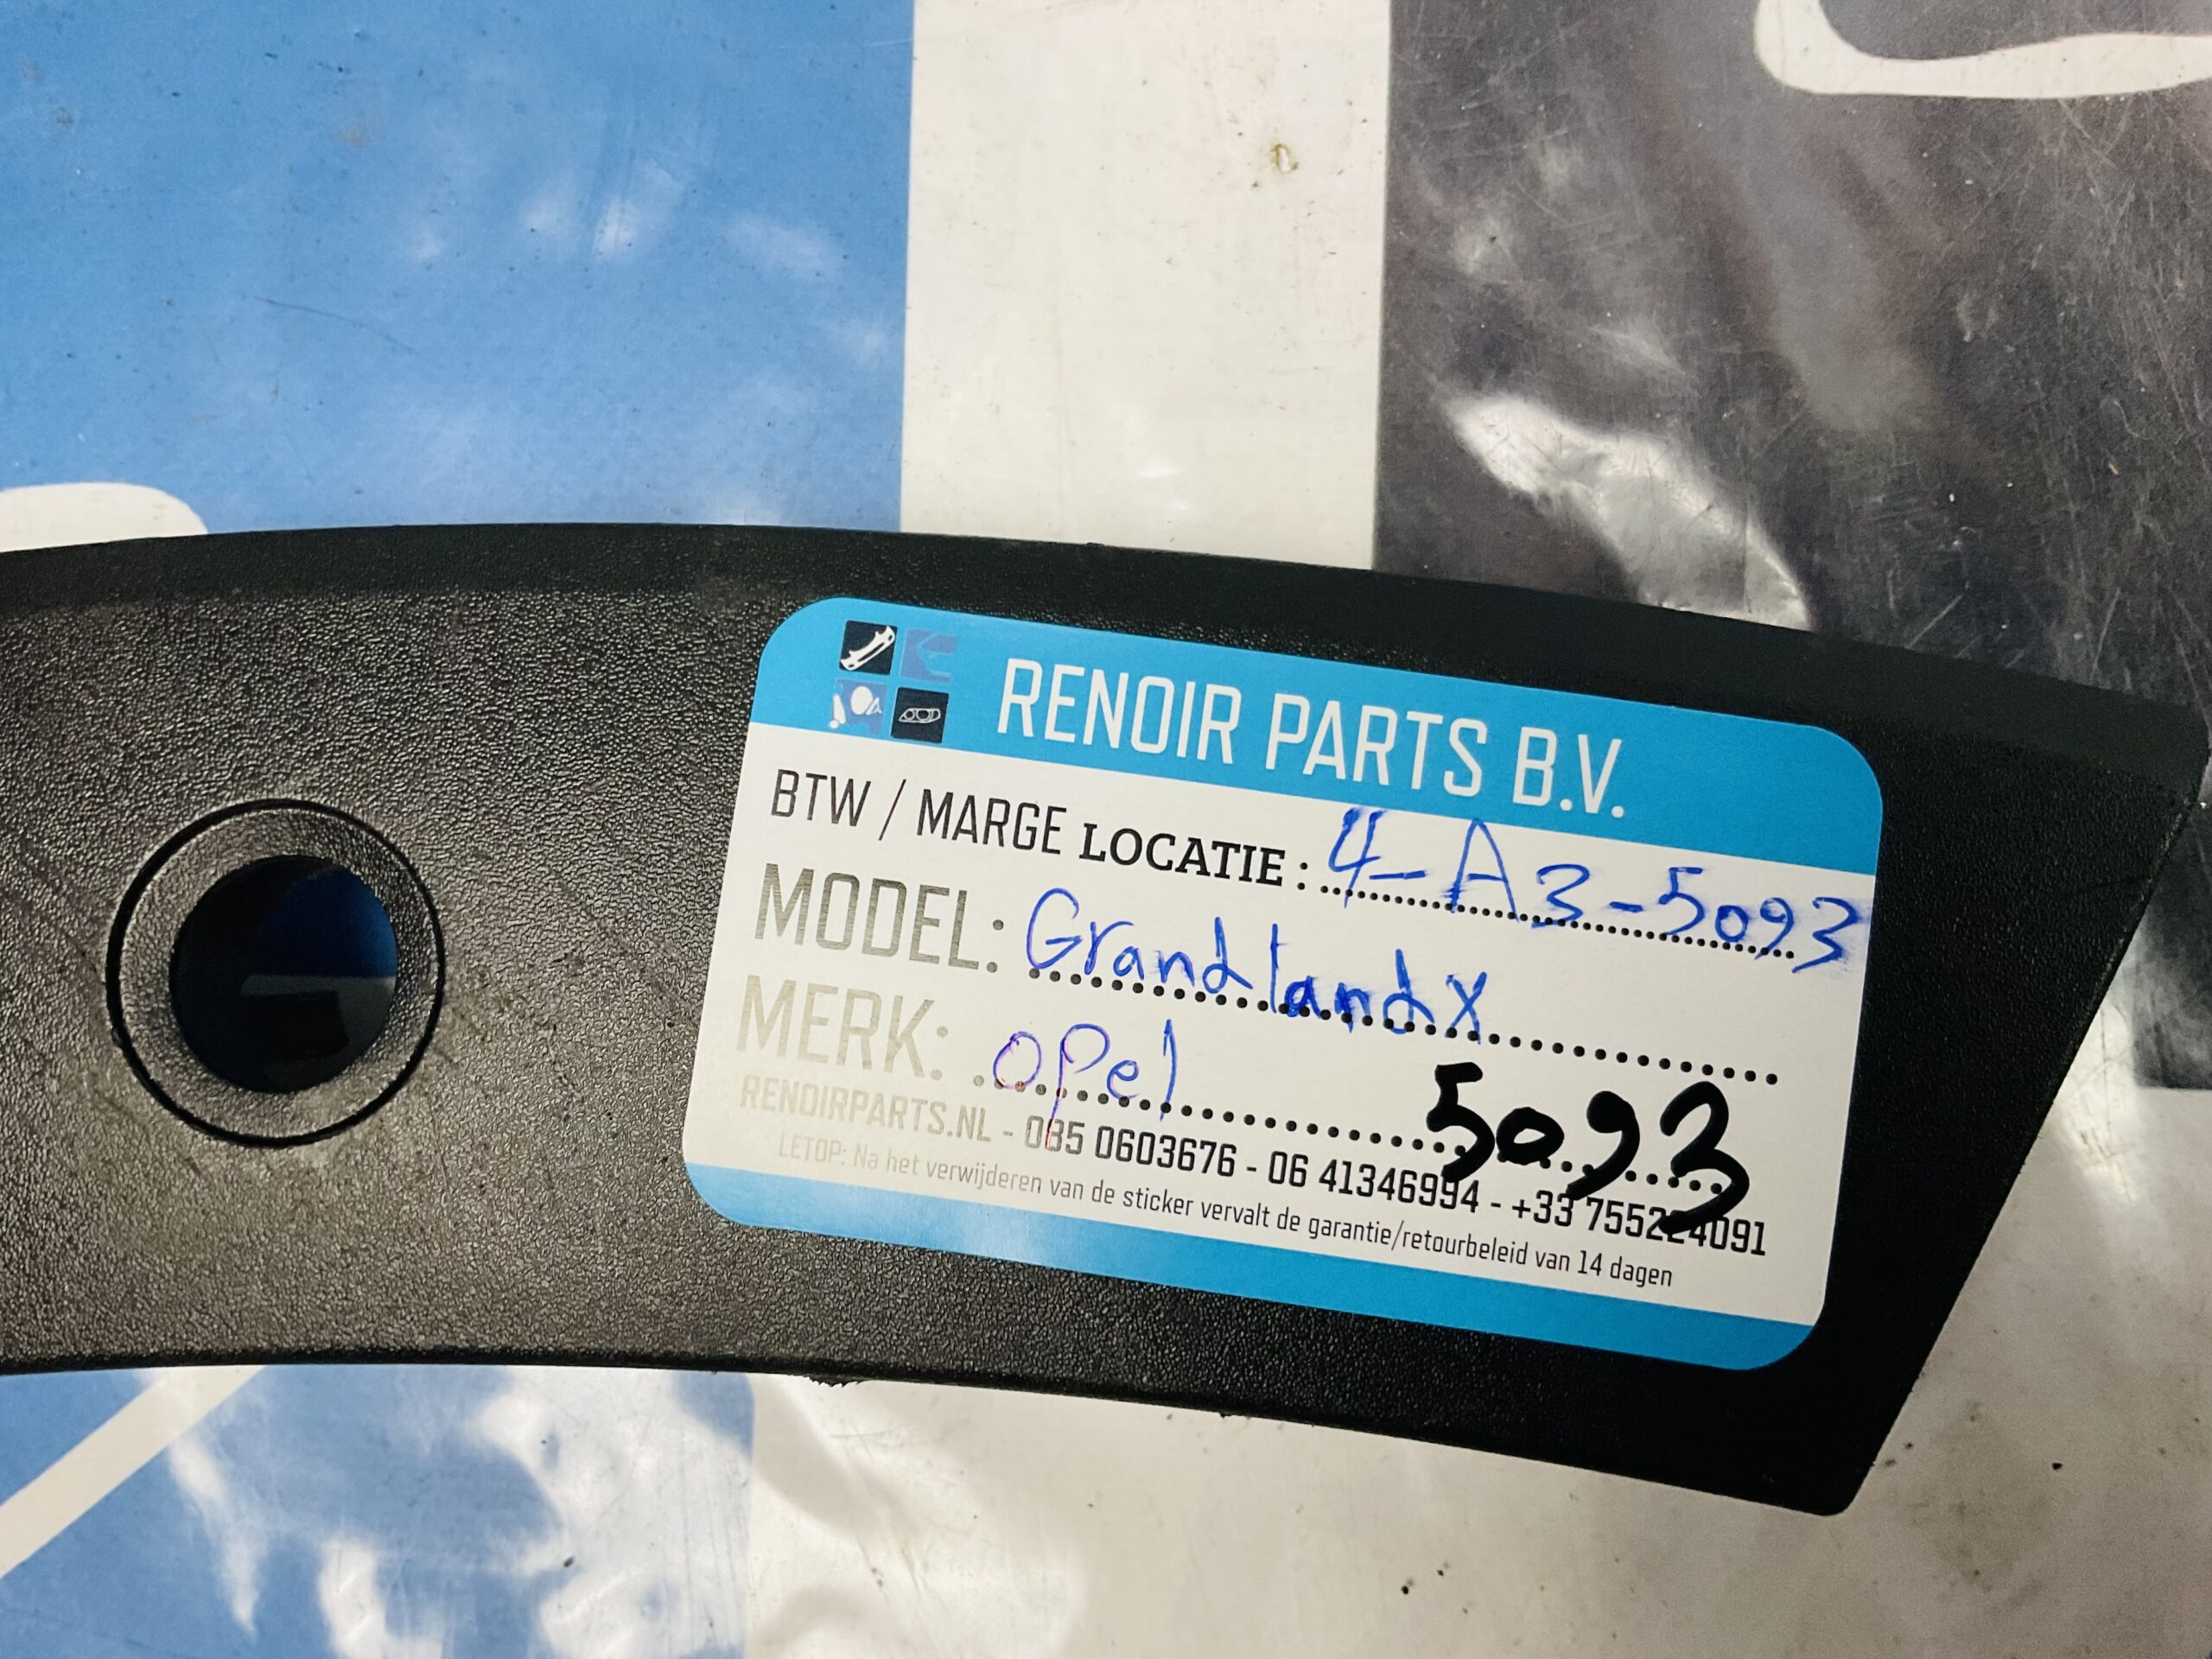 RENOIR PARTS B.V.
BTW / MARGE LOCATIE : 4-A3-5093
MODEL: Grandland X
MERK: opel
5093
RENOIRPARTS.NL - 085 0603676 - 06 41346994 - +33 755224091
LETOP: Na het verwijderen van de sticker vervalt de garantie/retourbeleid van 14 dagen